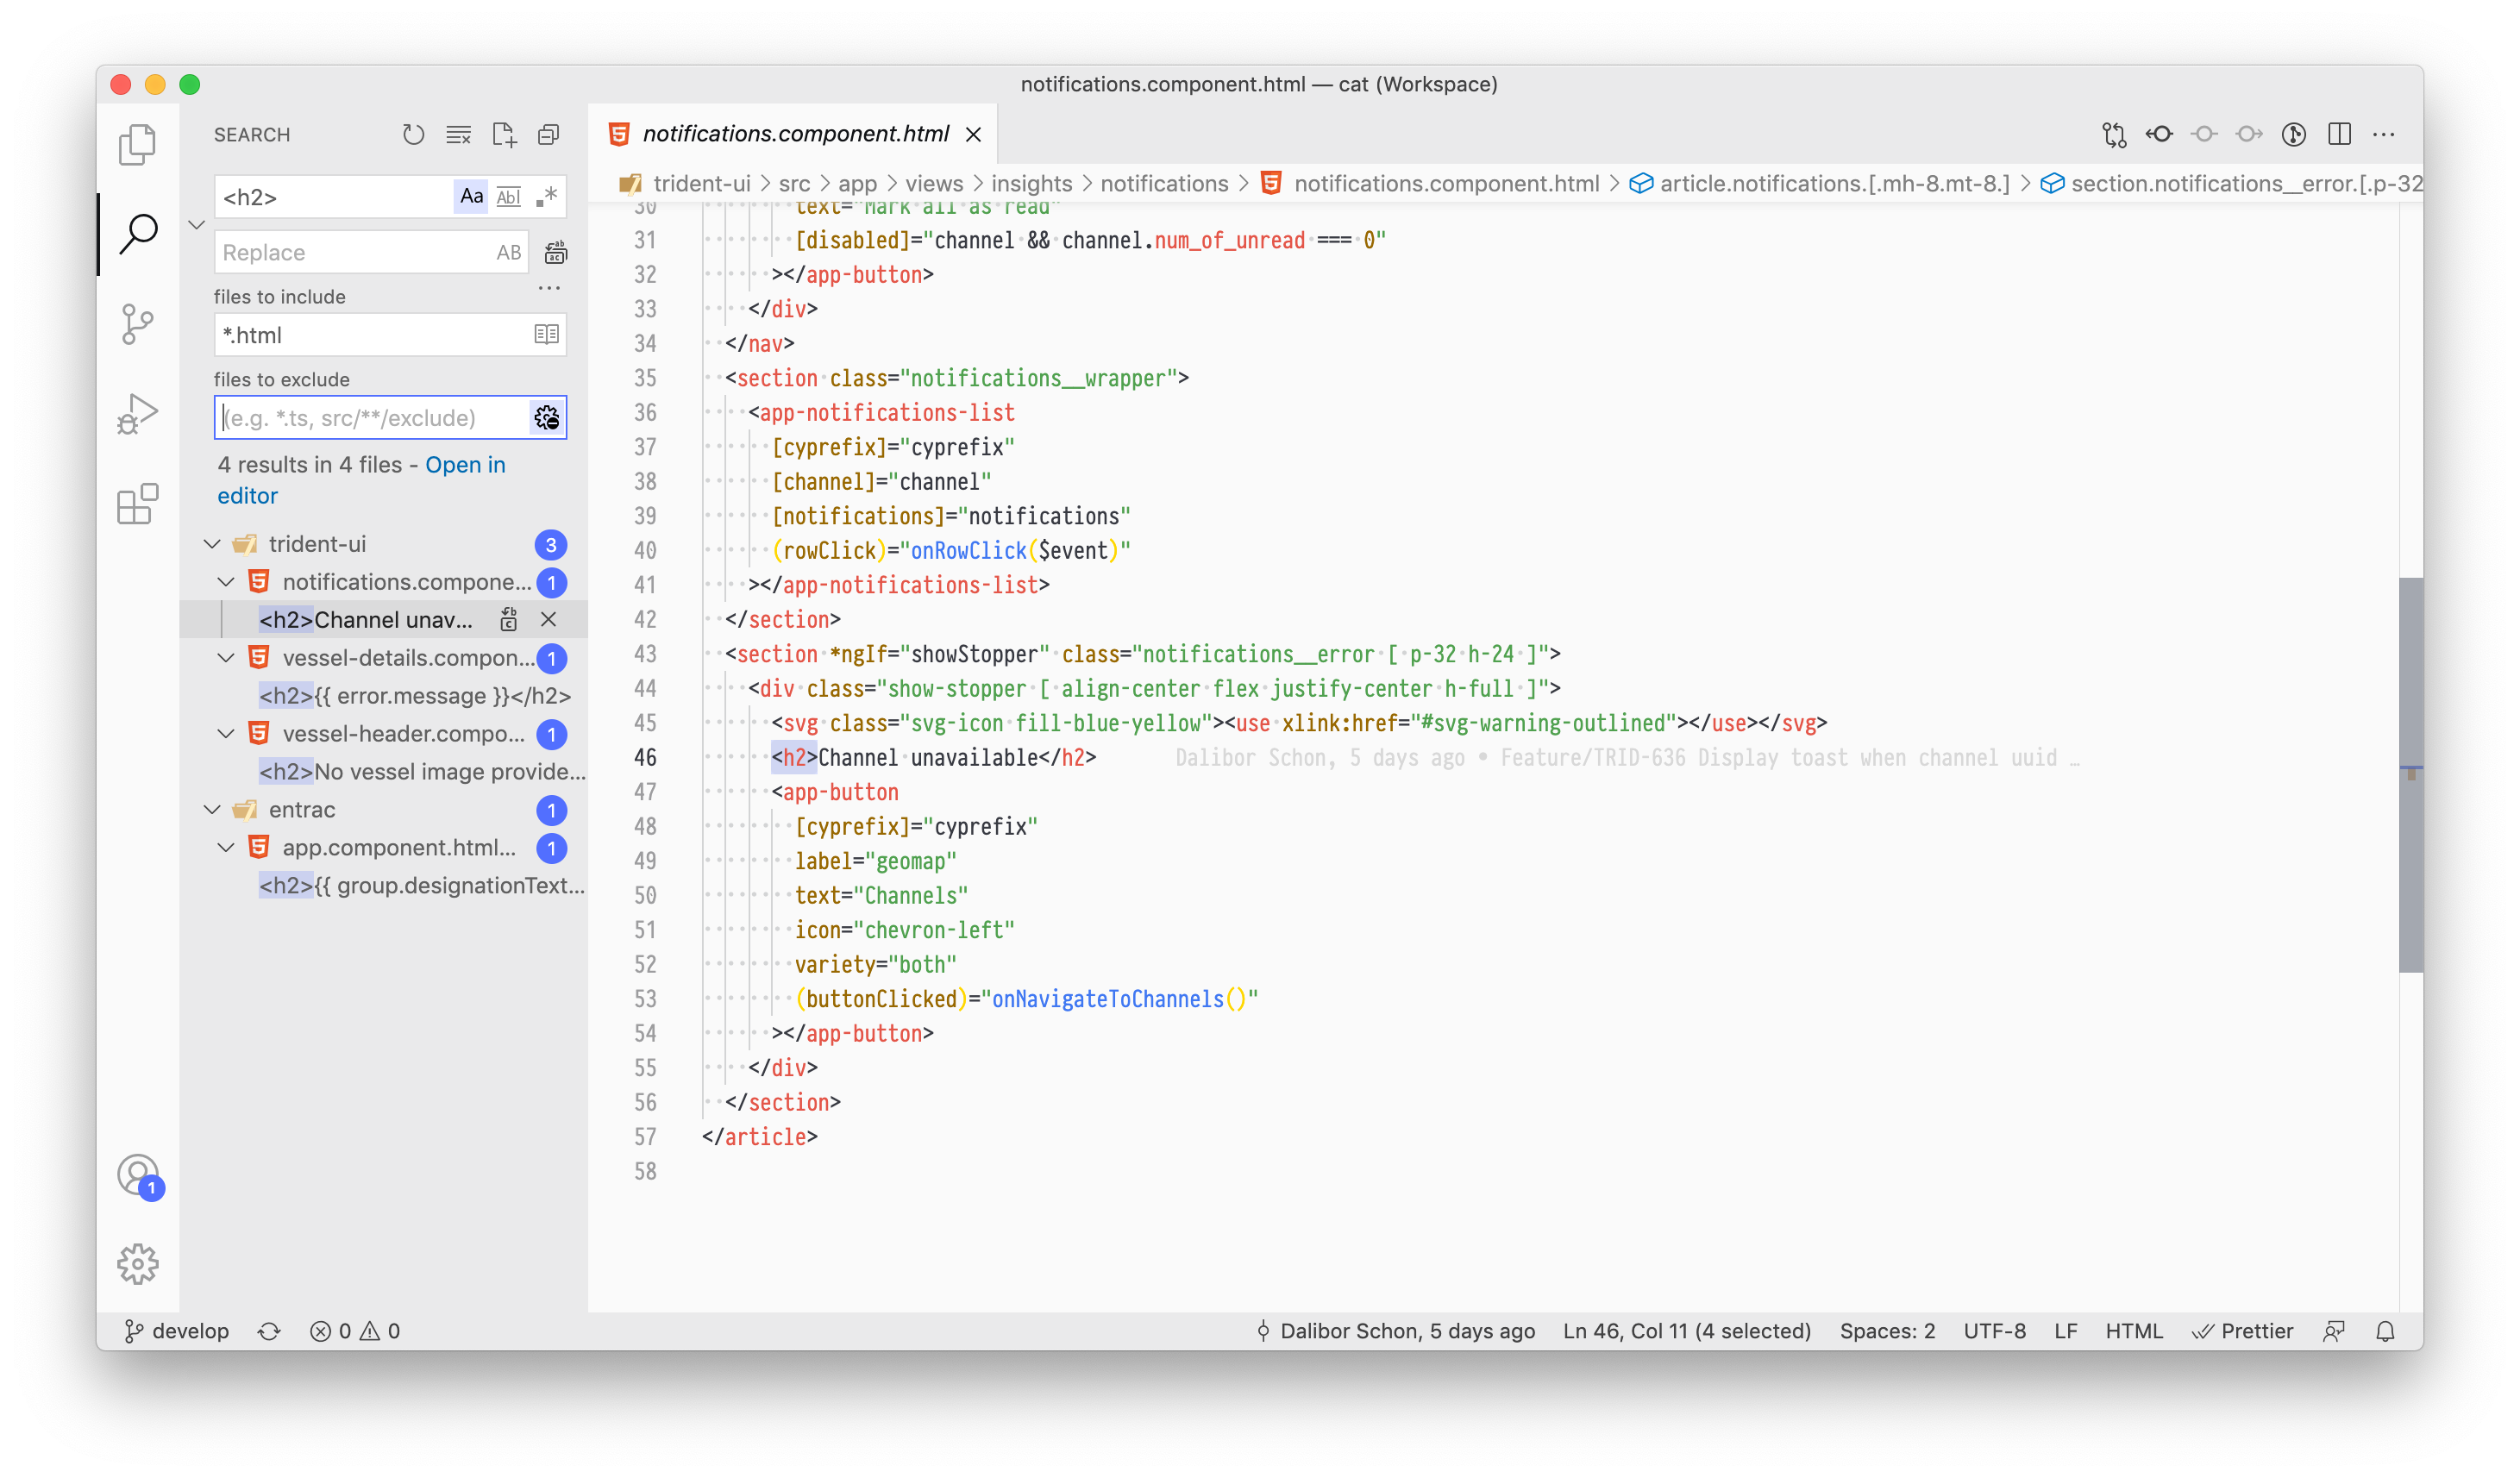 notifications.component.html — cat (Workspace)
SEARCH
<h2>
Aa
Abl
.*
Replace
AB
files to include
*.html
files to exclude
(e.g. *.ts, src/**/exclude)
4 results in 4 files - Open in
editor
trident-ui 3
notifications.compone... 1
<h2>Channel unav...
vessel-details.compon... 1
<h2>{{ error.message }}</h2>
vessel-header.compo... 1
<h2>No vessel image provide...
entrac 1
app.component.html... 1
<h2>{{ group.designationText...
1
notifications.component.html
trident-ui > src > app > views > insights > notifications > notifications.component.html > article.notifications.[.mh-8.mt-8.] > section.notifications__error.[.p-32
30 text="Mark all as read"
31 [disabled]="channel && channel.num_of_unread === 0"
32 ></app-button>
33 </div>
34 </nav>
35 <section class="notifications__wrapper">
36 <app-notifications-list
37 [cyprefix]="cyprefix"
38 [channel]="channel"
39 [notifications]="notifications"
40 (rowClick)="onRowClick($event)"
41 ></app-notifications-list>
42 </section>
43 <section *ngIf="showStopper" class="notifications__error [ p-32 h-24 ]">
44 <div class="show-stopper [ align-center flex justify-center h-full ]">
45 <svg class="svg-icon fill-blue-yellow"><use xlink:href="#svg-warning-outlined"></use></svg>
46 <h2>Channel unavailable</h2> Dalibor Schon, 5 days ago • Feature/TRID-636 Display toast when channel uuid …
47 <app-button
48 [cyprefix]="cyprefix"
49 label="geomap"
50 text="Channels"
51 icon="chevron-left"
52 variety="both"
53 (buttonClicked)="onNavigateToChannels()"
54 ></app-button>
55 </div>
56 </section>
57 </article>
58
develop 0 0 Dalibor Schon, 5 days ago Ln 46, Col 11 (4 selected) Spaces: 2 UTF-8 LF HTML Prettier